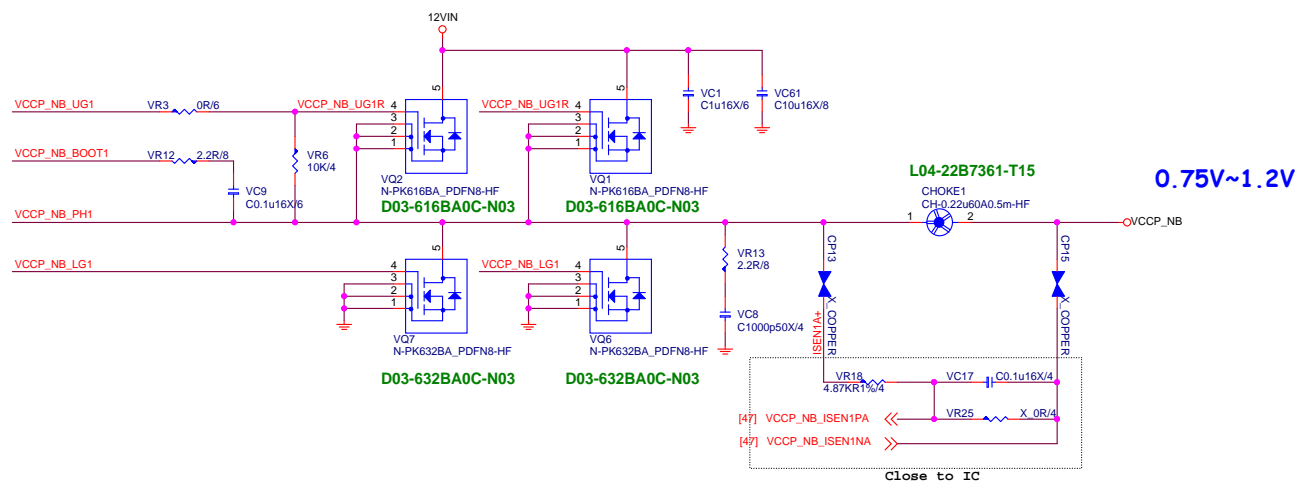 12VIN
VCCP_NB_UG1
VR3
0R/6
VCCP_NB_UG1R
4
3
2
1
5
VCCP_NB_UG1R
4
3
2
1
5
VC1
C1u16X/6
VC61
C10u16X/8
VCCP_NB_BOOT1
VR12
2.2R/8
VR6
10K/4
VC9
C0.1u16X/6
VQ2
N-PK616BA_PDFN8-HF
D03-616BA0C-N03
VQ1
N-PK616BA_PDFN8-HF
D03-616BA0C-N03
L04-22B7361-T15
CHOKE1
CH-0.22u60A0.5m-HF
0.75V~1.2V
VCCP_NB_PH1
1
2
VCCP_NB
VCCP_NB_LG1
4
3
2
1
5
VCCP_NB_LG1
4
3
2
1
5
VR13
2.2R/8
VC8
C1000p50X/4
CP13
X_COPPER
ISEN1A+
CP15
X_COPPER
VQ7
N-PK632BA_PDFN8-HF
D03-632BA0C-N03
VQ6
N-PK632BA_PDFN8-HF
D03-632BA0C-N03
VR18
4.87KR1%/4
VC17
C0.1u16X/4
[47] VCCP_NB_ISEN1PA
VR25
X_0R/4
[47] VCCP_NB_ISEN1NA
Close to IC